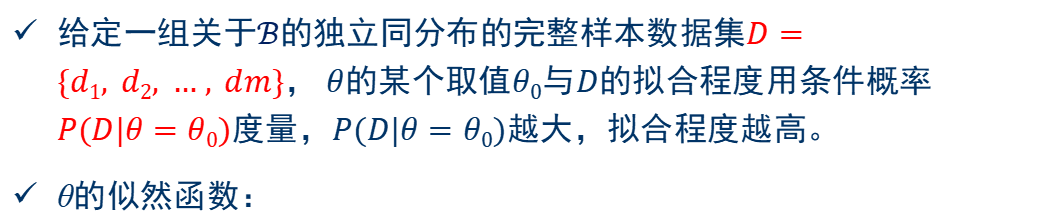 ✓ 给定一组关于ℬ的独立同分布的完整样本数据集D =
{d₁, d₂, … , dm}， θ的某个取值θ₀与D的拟合程度用条件概率
P(D|θ = θ₀)度量，P(D|θ = θ₀)越大，拟合程度越高。
✓ θ的似然函数：